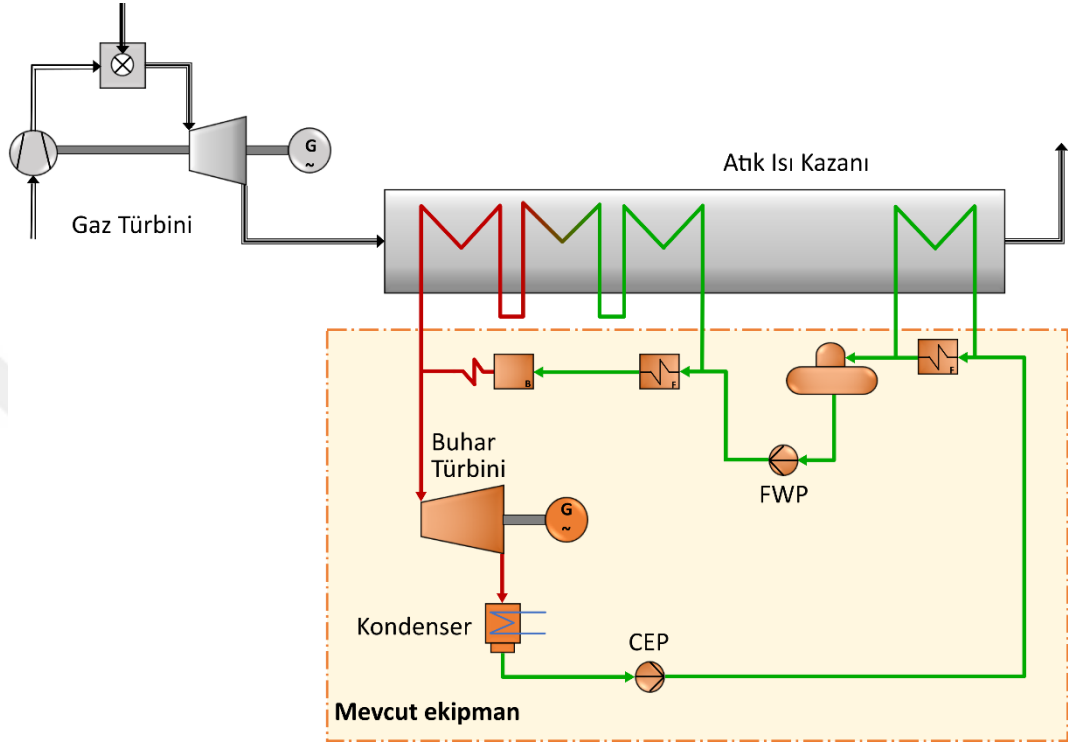 G
~
Gaz Türbini
Atık Isı Kazanı
B
F
F
Buhar
Türbini
FWP
G
~
Kondenser
CEP
Mevcut ekipman